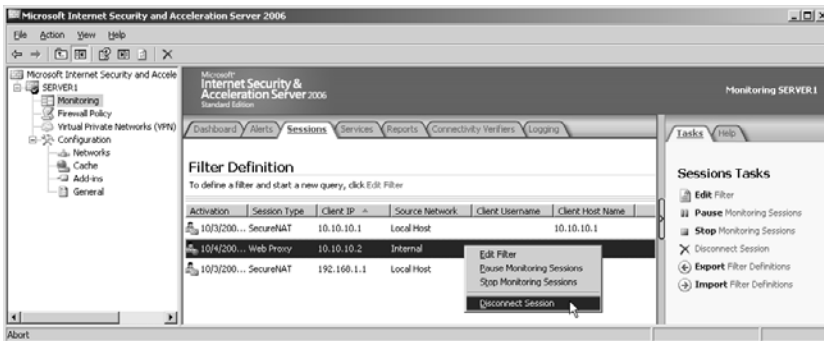 Microsoft Internet Security and Acceleration Server 2006
File Action View Help
Microsoft Internet Security and Accele
SERVER1
Monitoring
Firewall Policy
Virtual Private Networks (VPN)
Configuration
Networks
Cache
Add-ins
General
Microsoft
Internet Security &
Acceleration Server 2006
Standard Edition
Monitoring SERVER1
Dashboard Alerts Sessions Services Reports Connectivity Verifiers Logging
Filter Definition
To define a filter and start a new query, click Edit Filter
Activation Session Type Client IP Source Network Client Username Client Host Name
10/3/200... SecureNAT 10.10.10.1 Local Host 10.10.10.1
10/4/200... Web Proxy 10.10.10.2 Internal
10/3/200... SecureNAT 192.168.1.1 Local Host
Edit Filter
Pause Monitoring Sessions
Stop Monitoring Sessions
Disconnect Session
Tasks Help
Sessions Tasks
Edit Filter
Pause Monitoring Sessions
Stop Monitoring Sessions
Disconnect Session
Export Filter Definitions
Import Filter Definitions
Abort